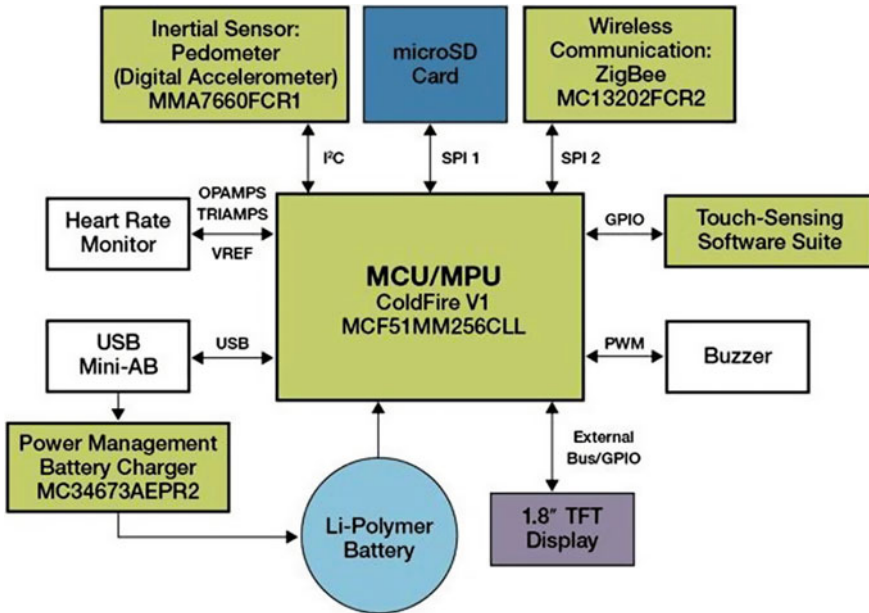 Inertial Sensor:
Pedometer
(Digital Accelerometer)
MMA7660FCR1
microSD
Card
Wireless
Communication:
ZigBee
MC13202FCR2
I²C
SPI 1
SPI 2
Heart Rate
Monitor
OPAMPS
TRIAMPS
VREF
MCU/MPU
ColdFire V1
MCF51MM256CLL
GPIO
Touch-Sensing
Software Suite
USB
Mini-AB
USB
PWM
Buzzer
Power Management
Battery Charger
MC34673AEPR2
Li-Polymer
Battery
External
Bus/GPIO
1.8″ TFT
Display